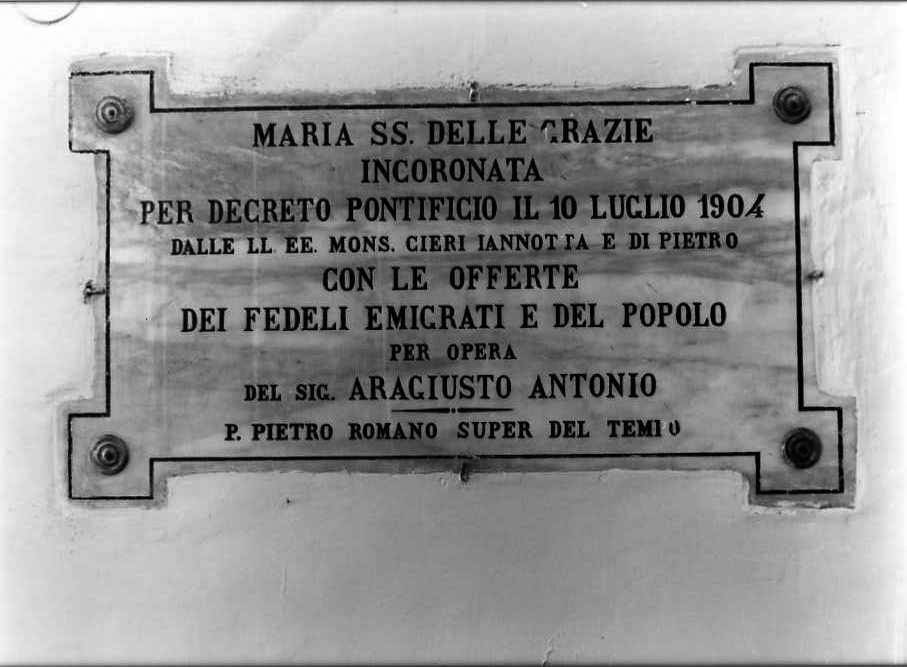 MARIA SS. DELLE GRAZIE
INCORONATA
PER DECRETO PONTIFICIO IL 10 LUGLIO 1904
DALLE LL. EE. MONS. CIERI IANNOTTA E DI PIETRO
CON LE OFFERTE
DEI FEDELI EMIGRATI E DEL POPOLO
PER OPERA
DEL SIG. ARAGIUSTO ANTONIO
P. PIETRO ROMANO SUPER DEL TEMPO